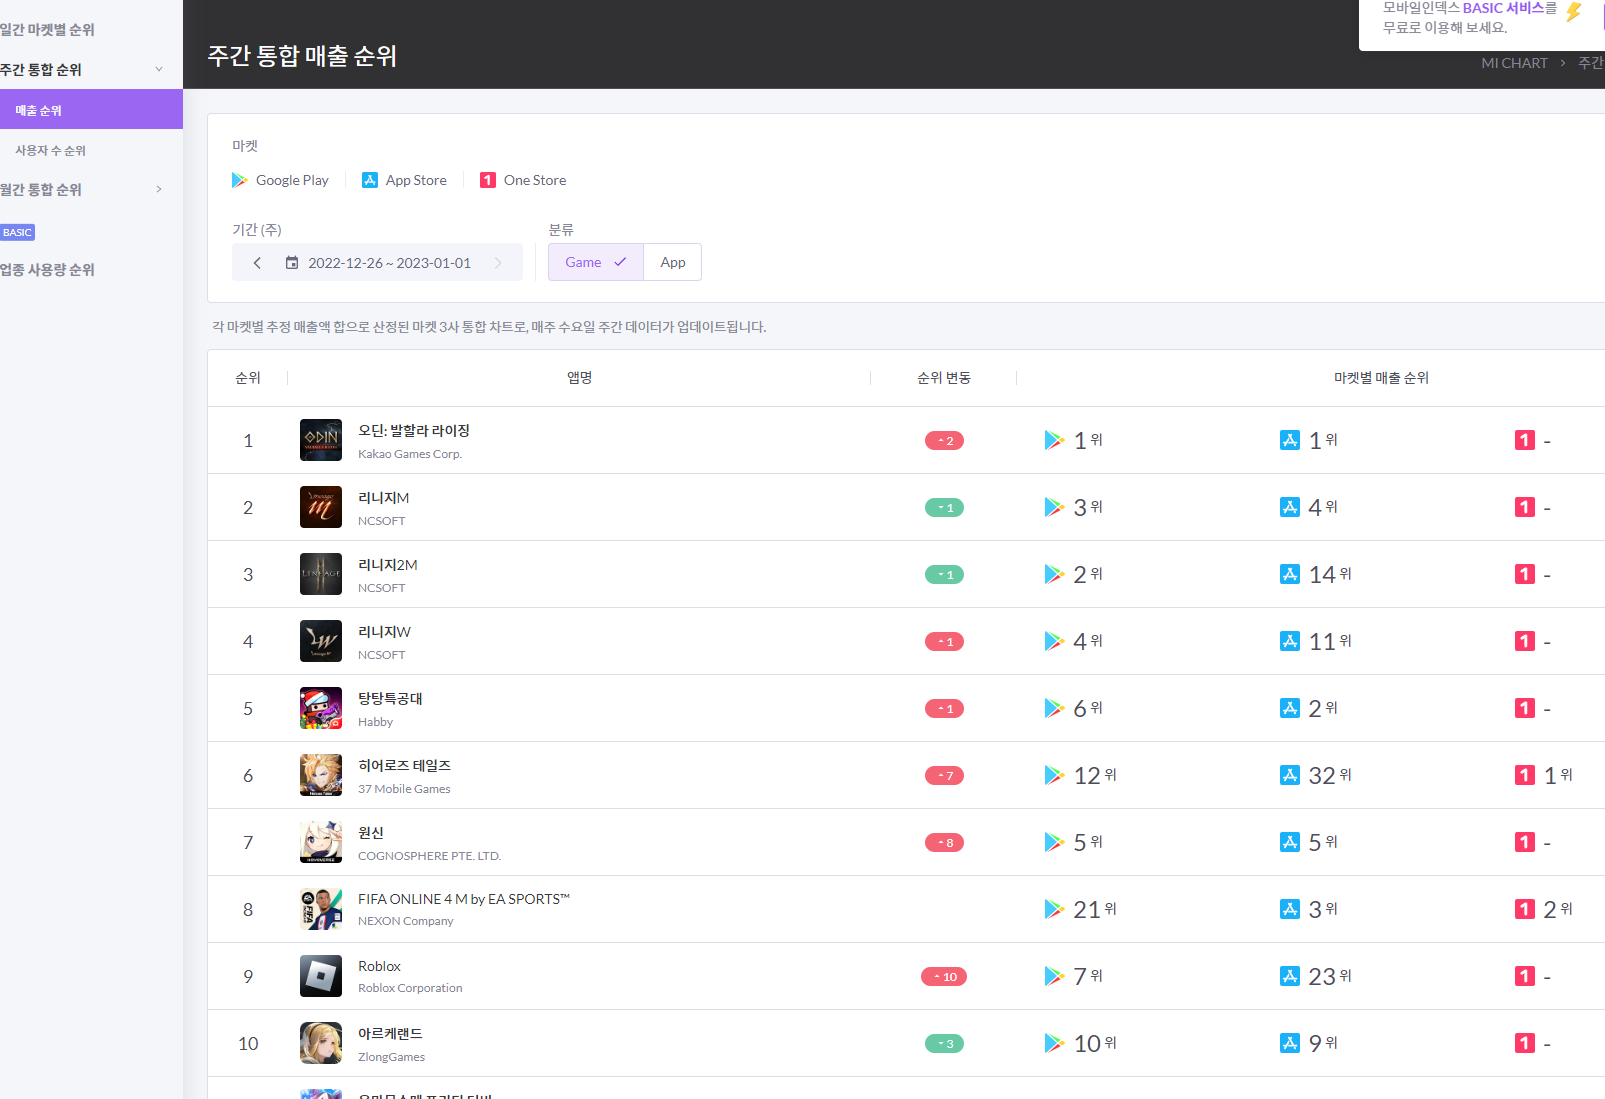 일간 마켓별 순위
주간 통합 순위
매출 순위
사용자 수 순위
월간 통합 순위
BASIC
업종 사용량 순위
모바일인덱스 BASIC 서비스를
무료로 이용해 보세요.
주간 통합 매출 순위
MI CHART > 주간
마켓
Google Play
App Store
One Store
기간 (주)
분류
2022-12-26 ~ 2023-01-01
Game
App
각 마켓별 추정 매출액 합으로 산정된 마켓 3사 통합 차트로, 매주 수요일 주간 데이터가 업데이트됩니다.
순위 앱명 순위 변동 마켓별 매출 순위
1 오딘: 발할라 라이징 2 1위 1위 -
Kakao Games Corp.
2 리니지M 1 3위 4위 -
NCSOFT
3 리니지2M 1 2위 14위 -
NCSOFT
4 리니지W 1 4위 11위 -
NCSOFT
5 탕탕특공대 1 6위 2위 -
Habby
6 히어로즈 테일즈 7 12위 32위 1위
37 Mobile Games
7 원신 8 5위 5위 -
COGNOSPHERE PTE. LTD.
8 FIFA ONLINE 4 M by EA SPORTS™ 21위 3위 2위
NEXON Company
9 Roblox 10 7위 23위 -
Roblox Corporation
10 아르케랜드 3 10위 9위 -
ZlongGames